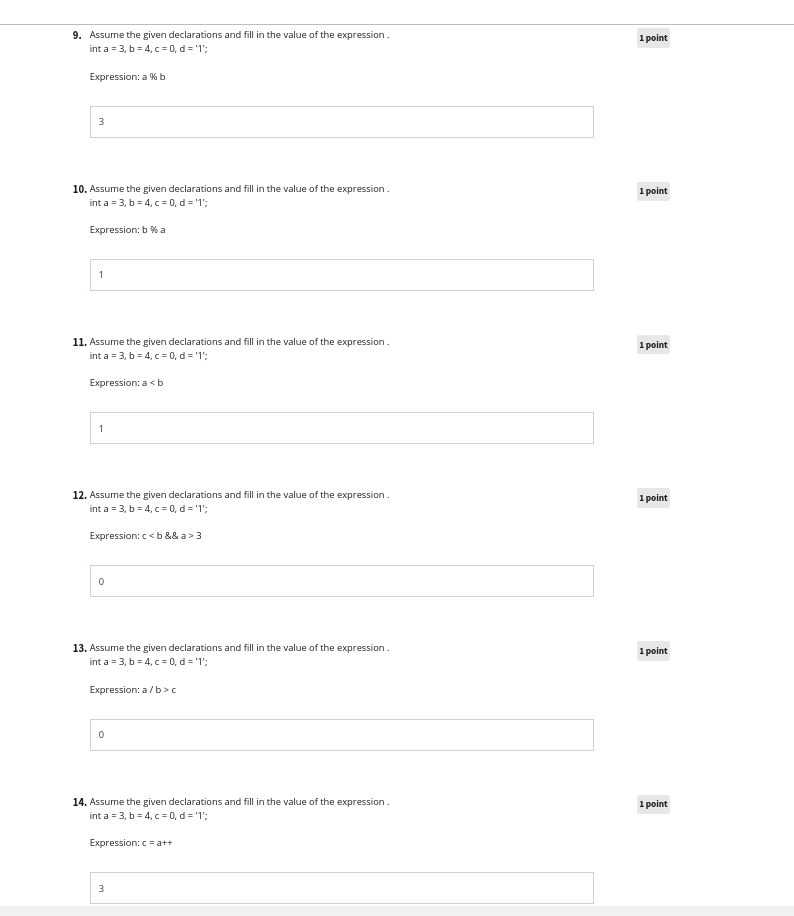 9. Assume the given declarations and fill in the value of the expression . 1 point
int a = 3, b = 4, c = 0, d = '1';
Expression: a % b
3
10. Assume the given declarations and fill in the value of the expression . 1 point
int a = 3, b = 4, c = 0, d = '1';
Expression: b % a
1
11. Assume the given declarations and fill in the value of the expression . 1 point
int a = 3, b = 4, c = 0, d = '1';
Expression: a < b
1
12. Assume the given declarations and fill in the value of the expression . 1 point
int a = 3, b = 4, c = 0, d = '1';
Expression: c < b && a > 3
0
13. Assume the given declarations and fill in the value of the expression . 1 point
int a = 3, b = 4, c = 0, d = '1';
Expression: a / b > c
0
14. Assume the given declarations and fill in the value of the expression . 1 point
int a = 3, b = 4, c = 0, d = '1';
Expression: c = a++
3